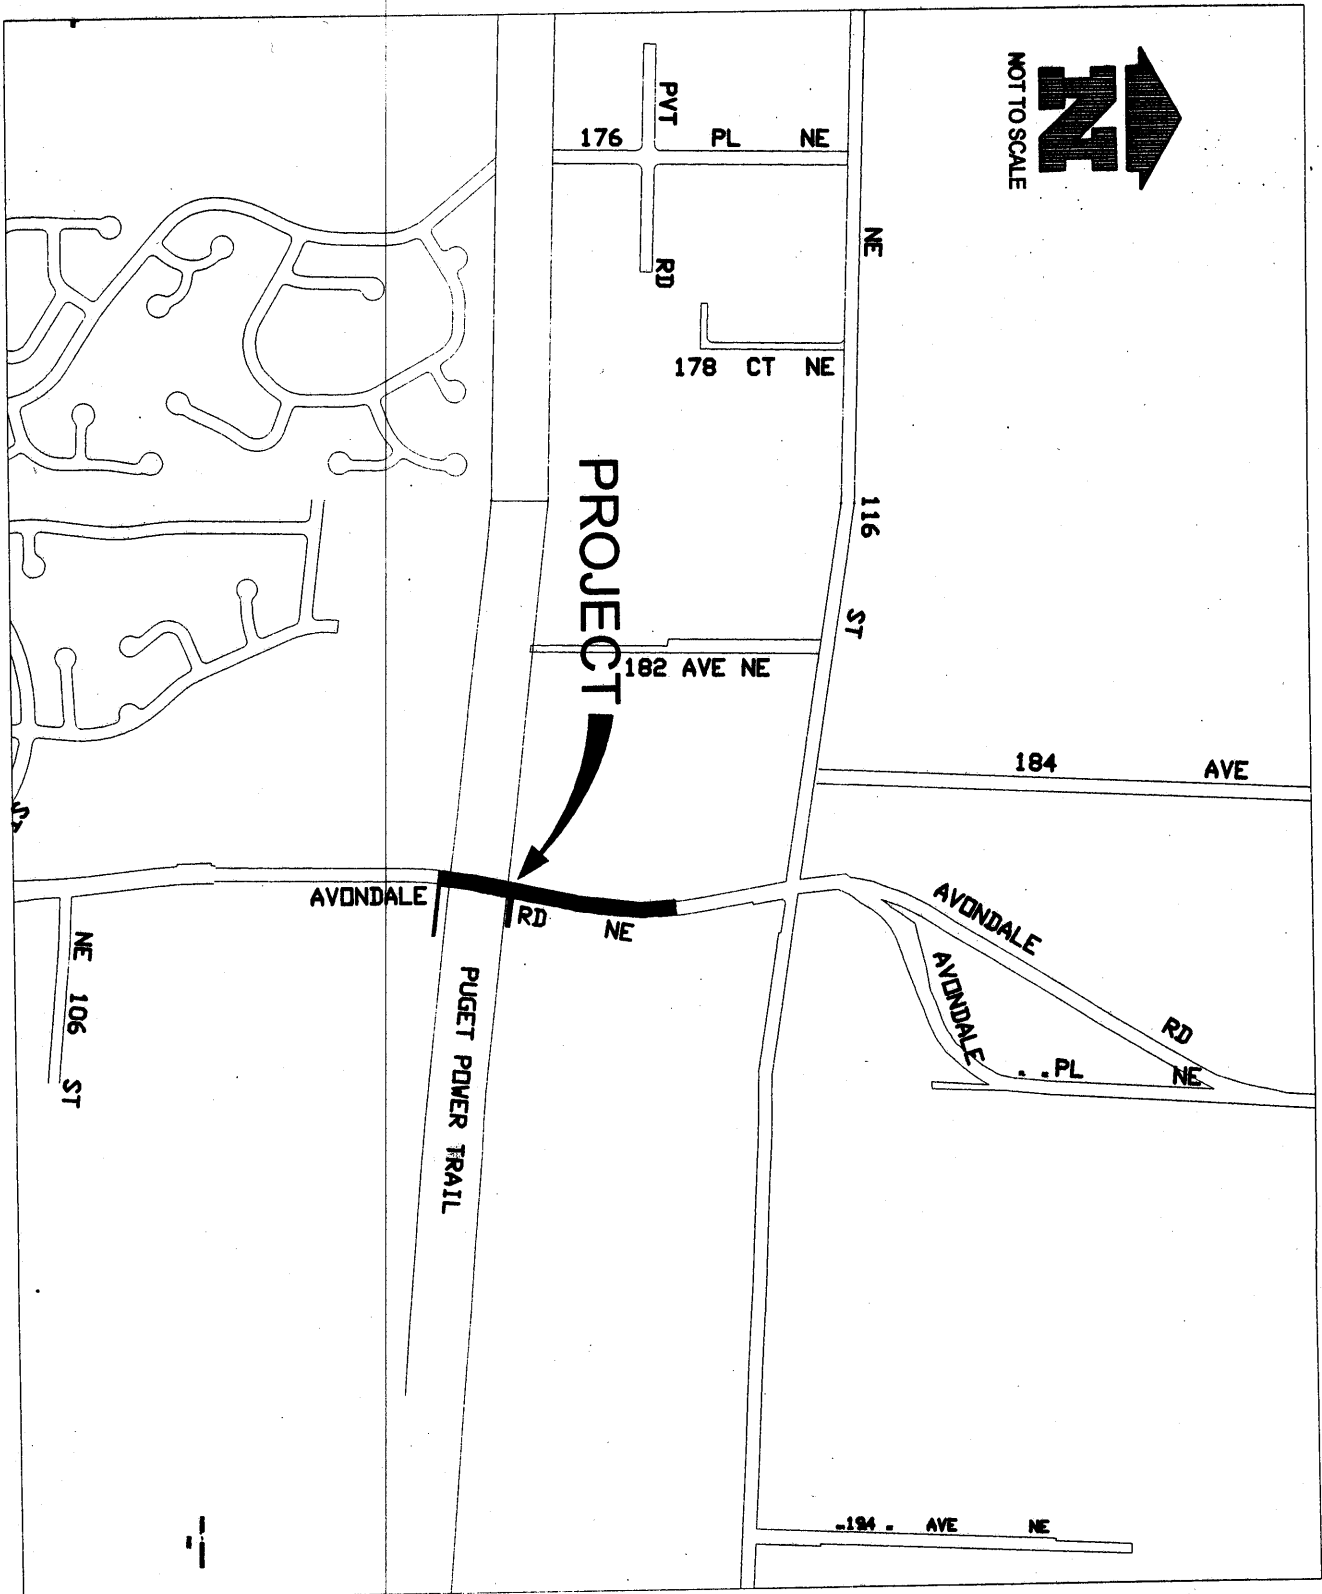 N
NOT TO SCALE
PVT
RD
176 PL NE
NE 116 ST
178 CT NE
PROJECT
182 AVE NE
184 AVE
AVONDALE RD NE
AVONDALE RD
AVONDALE PL NE
PUGET POWER TRAIL
NE 106 ST
194 AVE NE